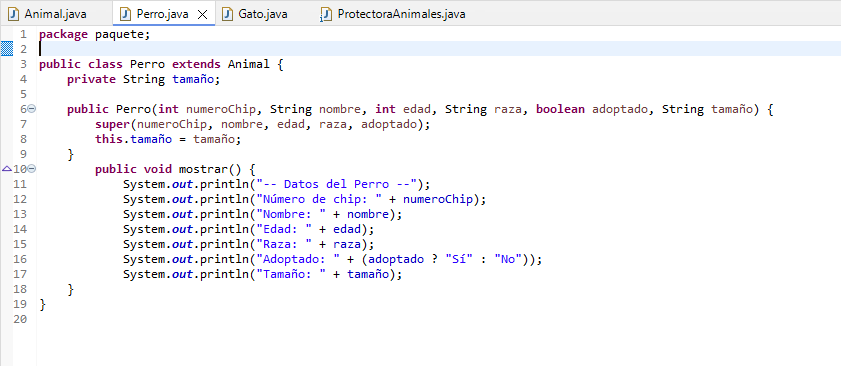 Animal.java Perro.java Gato.java ProtectoraAnimales.java
1 package paquete;
2
3 public class Perro extends Animal {
4 private String tamaño;
5
6 public Perro(int numeroChip, String nombre, int edad, String raza, boolean adoptado, String tamaño) {
7 super(numeroChip, nombre, edad, raza, adoptado);
8 this.tamaño = tamaño;
9 }
10 public void mostrar() {
11 System.out.println("-- Datos del Perro --");
12 System.out.println("Número de chip: " + numeroChip);
13 System.out.println("Nombre: " + nombre);
14 System.out.println("Edad: " + edad);
15 System.out.println("Raza: " + raza);
16 System.out.println("Adoptado: " + (adoptado ? "Sí" : "No"));
17 System.out.println("Tamaño: " + tamaño);
18 }
19 }
20